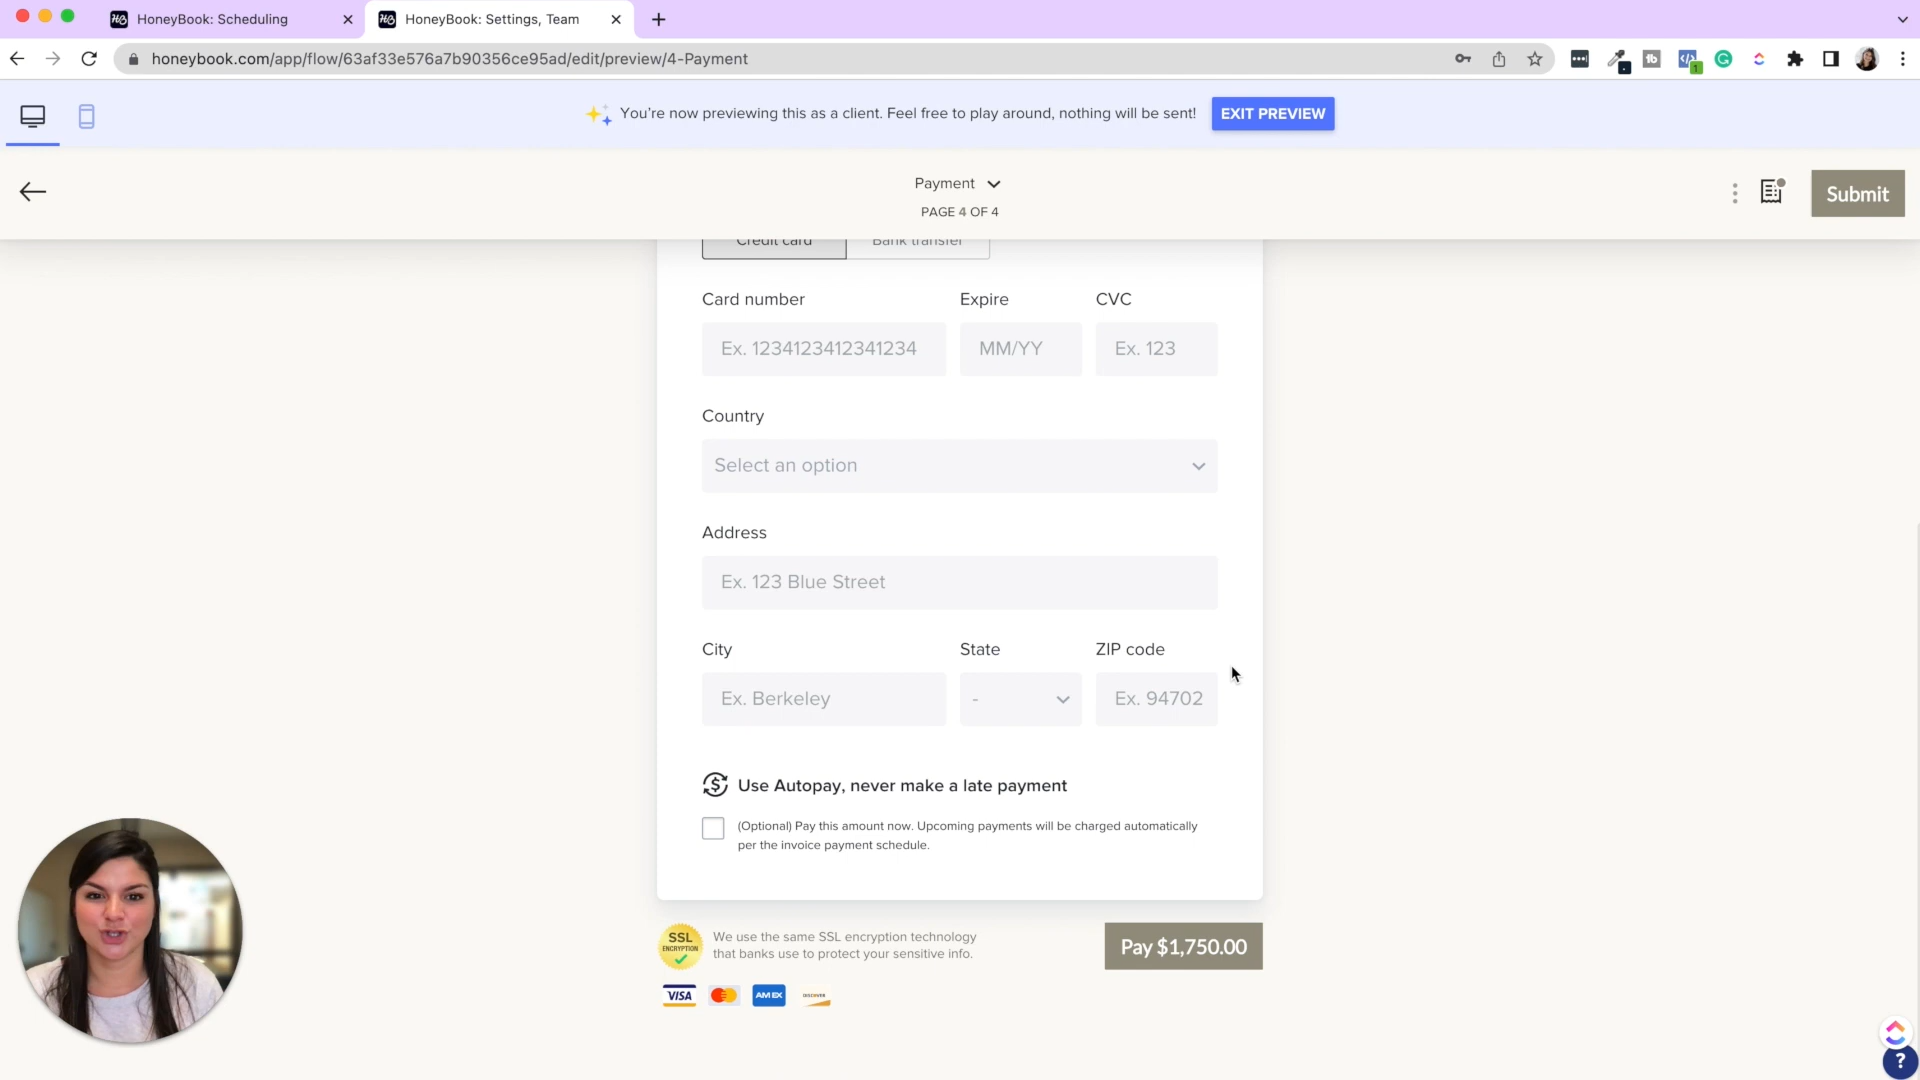 HoneyBook: Scheduling
HoneyBook: Settings, Team
honeybook.com/app/flow/63af33e576a7b90356ce95ad/edit/preview/4-Payment
You're now previewing this as a client. Feel free to play around, nothing will be sent!
EXIT PREVIEW
Payment
PAGE 4 OF 4
Submit
Credit card
Bank transfer
Card number
Expire
CVC
Ex. 1234123412341234
MM/YY
Ex. 123
Country
Select an option
Address
Ex. 123 Blue Street
City
State
ZIP code
Ex. Berkeley
-
Ex. 94702
Use Autopay, never make a late payment
(Optional) Pay this amount now. Upcoming payments will be charged automatically
per the invoice payment schedule.
SSL
ENCRYPTION
We use the same SSL encryption technology
that banks use to protect your sensitive info.
Pay $1,750.00
VISA
AMEX
DISCOVER
?